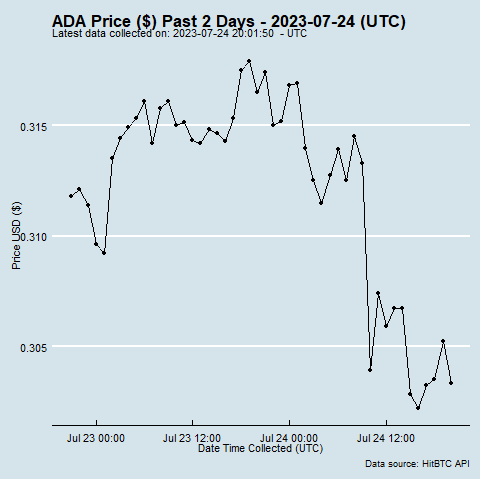 ADA Price ($) Past 2 Days - 2023-07-24 (UTC)
Latest data collected on: 2023-07-24 20:01:50 - UTC
Price USD ($)
0.315
0.310
0.305
Jul 23 00:00 Jul 23 12:00 Jul 24 00:00 Jul 24 12:00
Date Time Collected (UTC)
Data source: HitBTC API